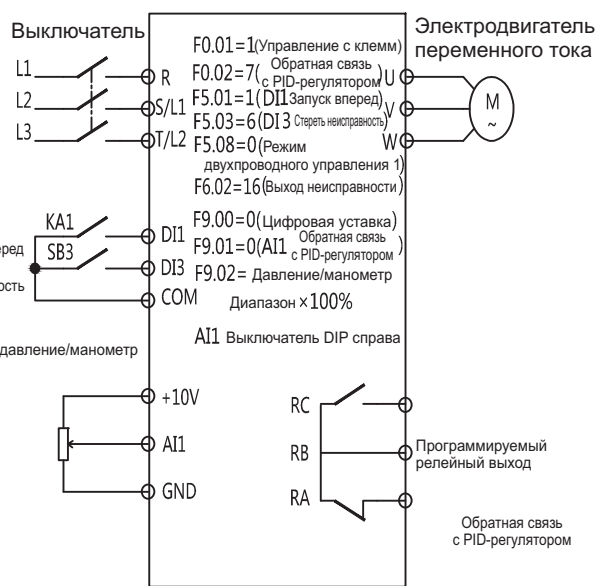 Выключатель
Электродвигатель
переменного тока
L1
L2
L3
R
S/L1
T/L2
F0.01=1(Управление с клемм)
F0.02=7(Обратная связь
с PID-регулятором)
F5.01=1(DI1Запуск вперед)
F5.03=6(DI3 Стереть неисправность)
F5.08=0(Режим
двухпроводного управления 1)
F6.02=16(Выход неисправности)
U
V
W
M
~
KA1
SB3
DI1
DI3
COM
F9.00=0(Цифровая уставка)
F9.01=0(AI1 Обратная связь
с PID-регулятором)
F9.02= Давление/манометр
Диапазон×100%
AI1 Выключатель DIP справа
давление/манометр
+10V
AI1
GND
RC
RB
RA
Программируемый
релейный выход
Обратная связь
с PID-регулятором